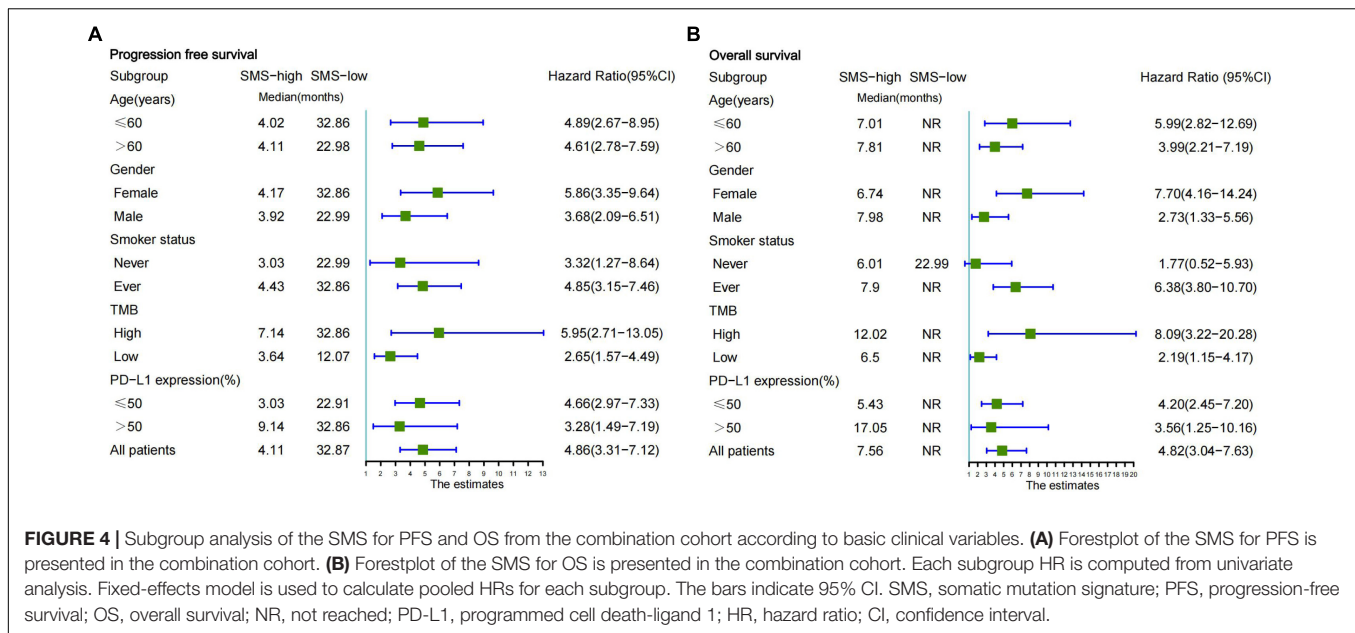 A
Progression free survival
Subgroup SMS-high SMS-low Hazard Ratio(95%CI)
Age(years) Median(months)
≤60 4.02 32.86 4.89(2.67-8.95)
>60 4.11 22.98 4.61(2.78-7.59)
Gender
Female 4.17 32.86 5.86(3.35-9.64)
Male 3.92 22.99 3.68(2.09-6.51)
Smoker status
Never 3.03 22.99 3.32(1.27-8.64)
Ever 4.43 32.86 4.85(3.15-7.46)
TMB
High 7.14 32.86 5.95(2.71-13.05)
Low 3.64 12.07 2.65(1.57-4.49)
PD-L1 expression(%)
≤50 3.03 22.91 4.66(2.97-7.33)
>50 9.14 32.86 3.28(1.49-7.19)
All patients 4.11 32.87 4.86(3.31-7.12)
1 2 3 4 5 6 7 8 9 10 11 12 13
The estimates
B
Overall survival
Subgroup SMS-high SMS-low Hazard Ratio (95%CI)
Age(years) Median(months)
≤60 7.01 NR 5.99(2.82-12.69)
>60 7.81 NR 3.99(2.21-7.19)
Gender
Female 6.74 NR 7.70(4.16-14.24)
Male 7.98 NR 2.73(1.33-5.56)
Smoker status
Never 6.01 22.99 1.77(0.52-5.93)
Ever 7.9 NR 6.38(3.80-10.70)
TMB
High 12.02 NR 8.09(3.22-20.28)
Low 6.5 NR 2.19(1.15-4.17)
PD-L1 expression(%)
≤50 5.43 NR 4.20(2.45-7.20)
>50 17.05 NR 3.56(1.25-10.16)
All patients 7.56 NR 4.82(3.04-7.63)
1 2 3 4 5 6 7 8 9 10 11 12 13 14 15 16 17 18 19 20
The estimates
FIGURE 4 | Subgroup analysis of the SMS for PFS and OS from the combination cohort according to basic clinical variables. (A) Forestplot of the SMS for PFS is
presented in the combination cohort. (B) Forestplot of the SMS for OS is presented in the combination cohort. Each subgroup HR is computed from univariate
analysis. Fixed-effects model is used to calculate pooled HRs for each subgroup. The bars indicate 95% CI. SMS, somatic mutation signature; PFS, progression-free
survival; OS, overall survival; NR, not reached; PD-L1, programmed cell death-ligand 1; HR, hazard ratio; CI, confidence interval.